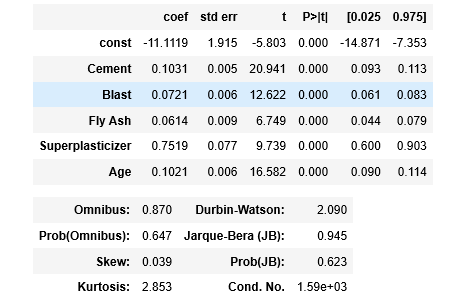 coef std err t P>|t| [0.025 0.975]
const -11.1119 1.915 -5.803 0.000 -14.871 -7.353
Cement 0.1031 0.005 20.941 0.000 0.093 0.113
Blast 0.0721 0.006 12.622 0.000 0.061 0.083
Fly Ash 0.0614 0.009 6.749 0.000 0.044 0.079
Superplasticizer 0.7519 0.077 9.739 0.000 0.600 0.903
Age 0.1021 0.006 16.582 0.000 0.090 0.114
Omnibus: 0.870 Durbin-Watson: 2.090
Prob(Omnibus): 0.647 Jarque-Bera (JB): 0.945
Skew: 0.039 Prob(JB): 0.623
Kurtosis: 2.853 Cond. No. 1.59e+03